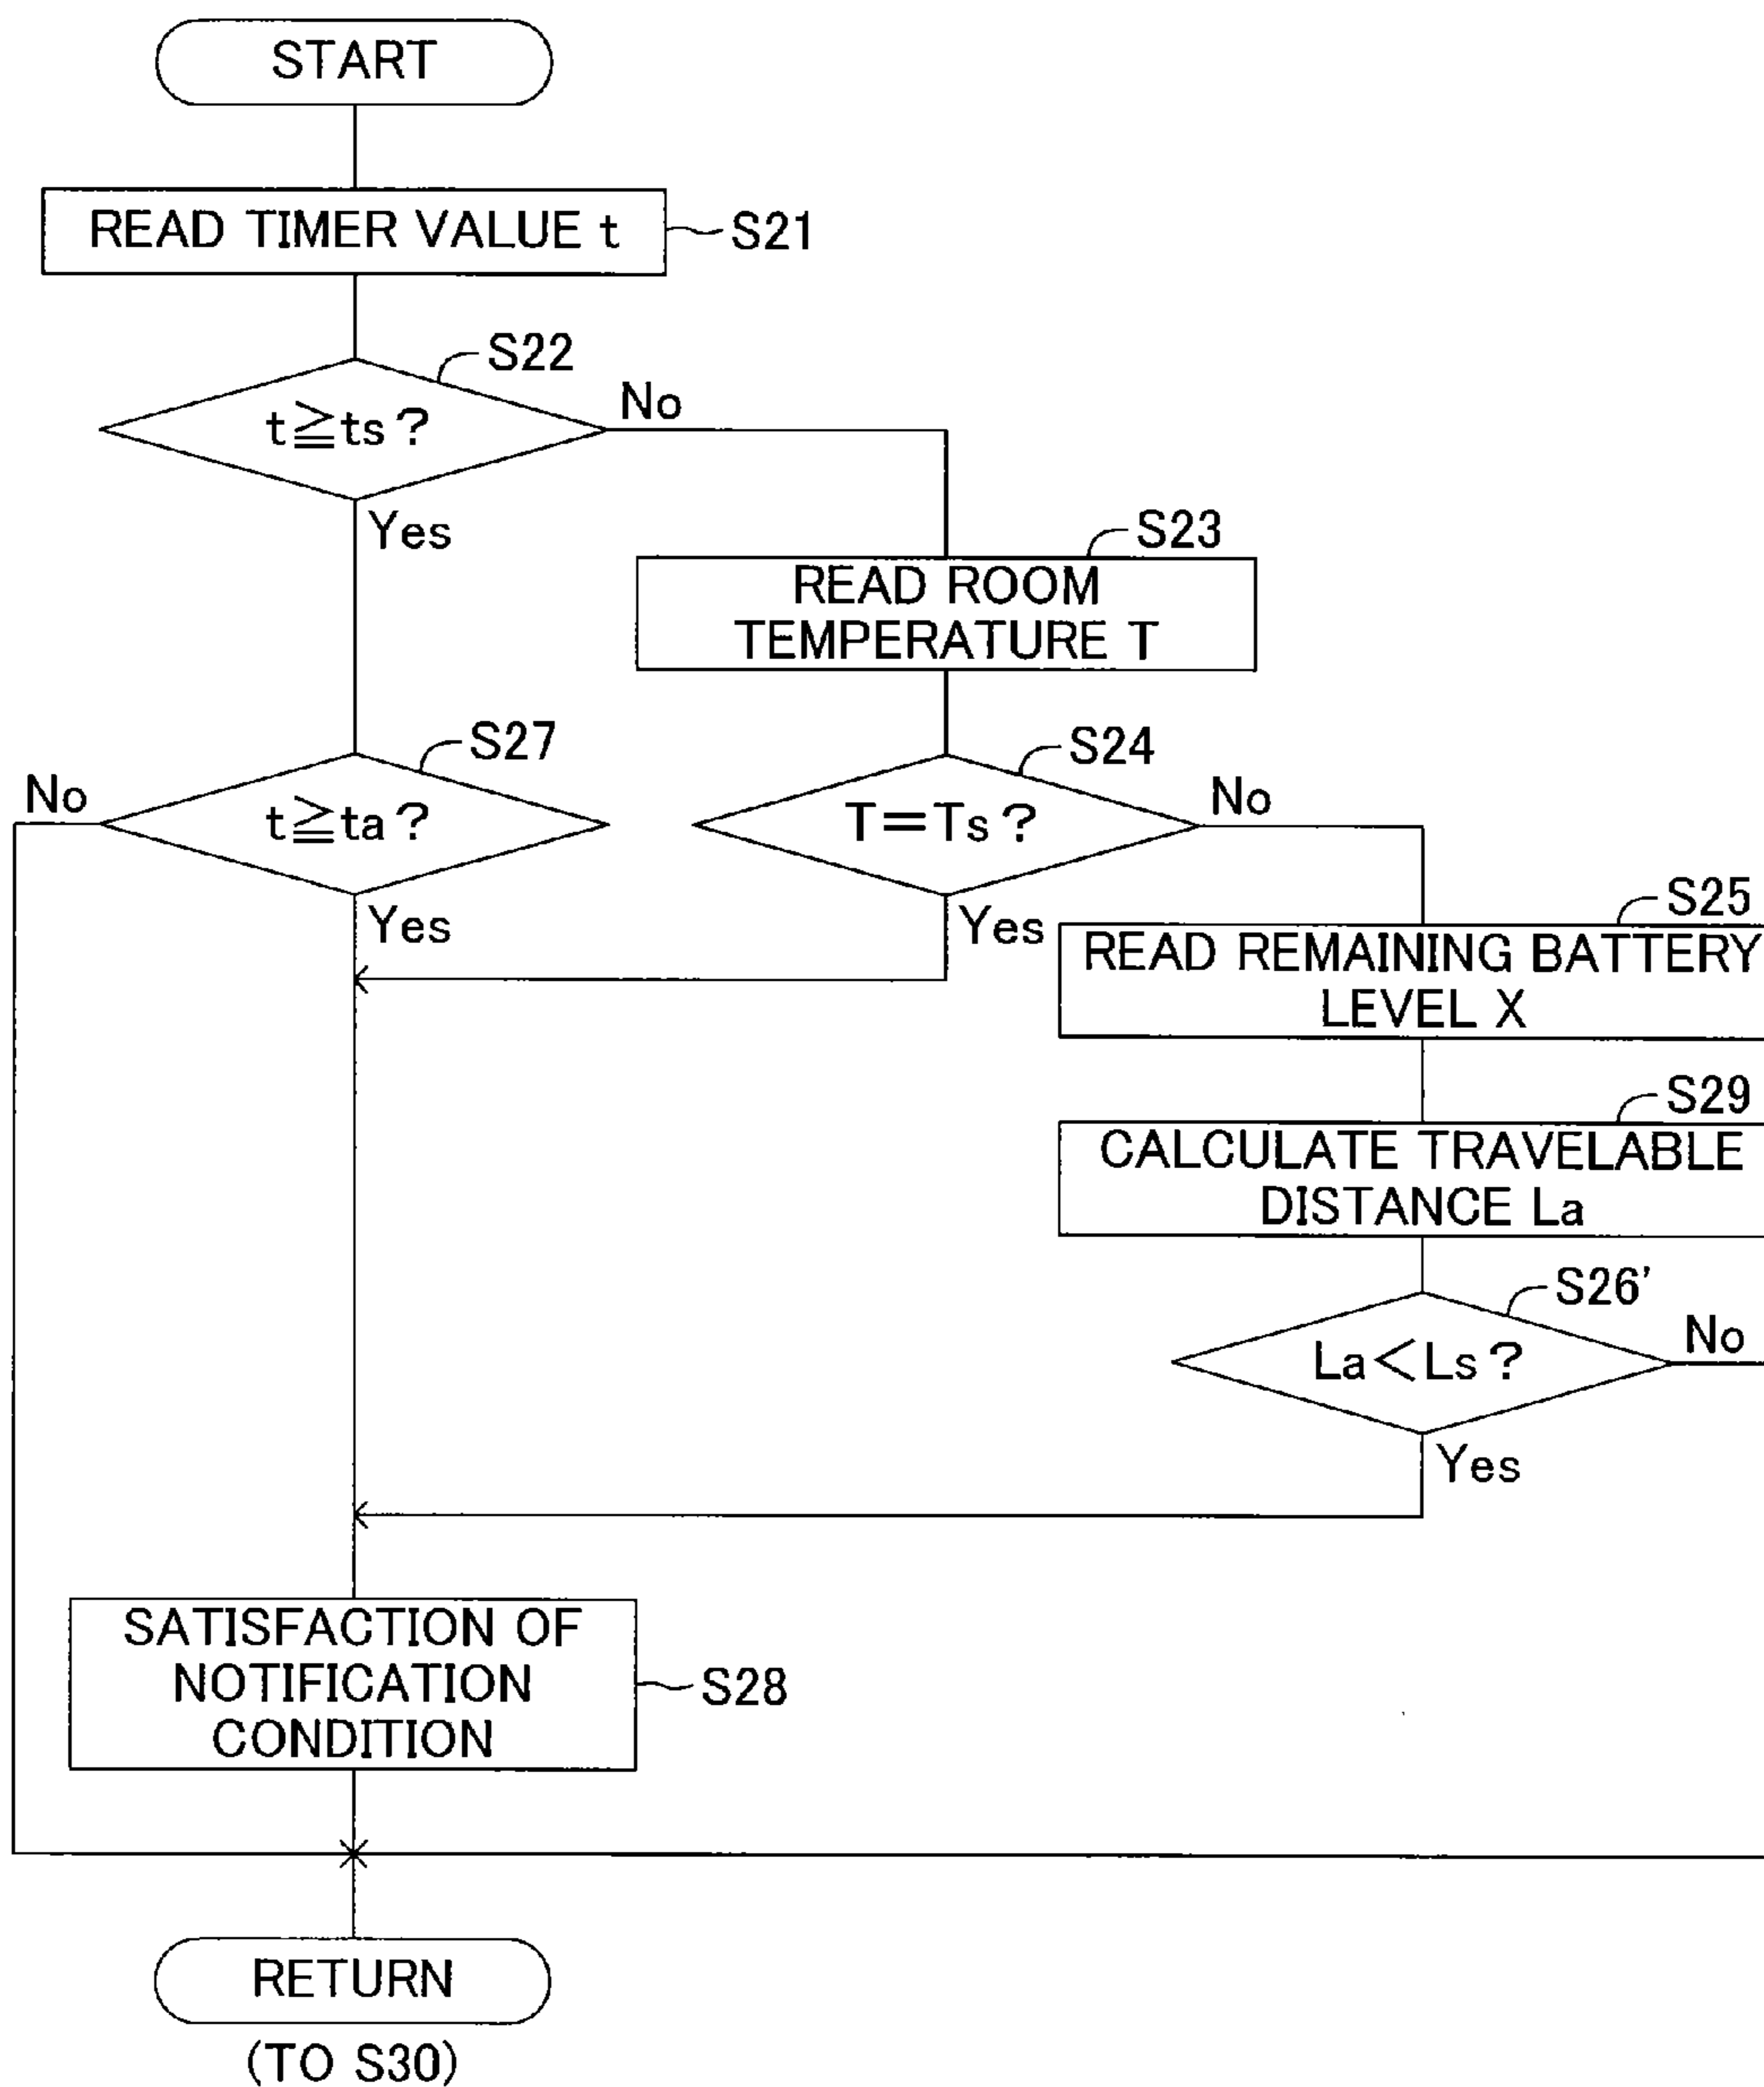 START
READ TIMER VALUE t
S21
S22
t≧ts?
No
Yes
S23
READ ROOM
TEMPERATURE T
S27
No
t≧ta?
Yes
S24
T=Ts?
No
Yes
S25
READ REMAINING BATTERY
LEVEL X
S29
CALCULATE TRAVELABLE
DISTANCE La
S26'
La<Ls?
No
Yes
SATISFACTION OF
NOTIFICATION
CONDITION
S28
RETURN
(TO S30)